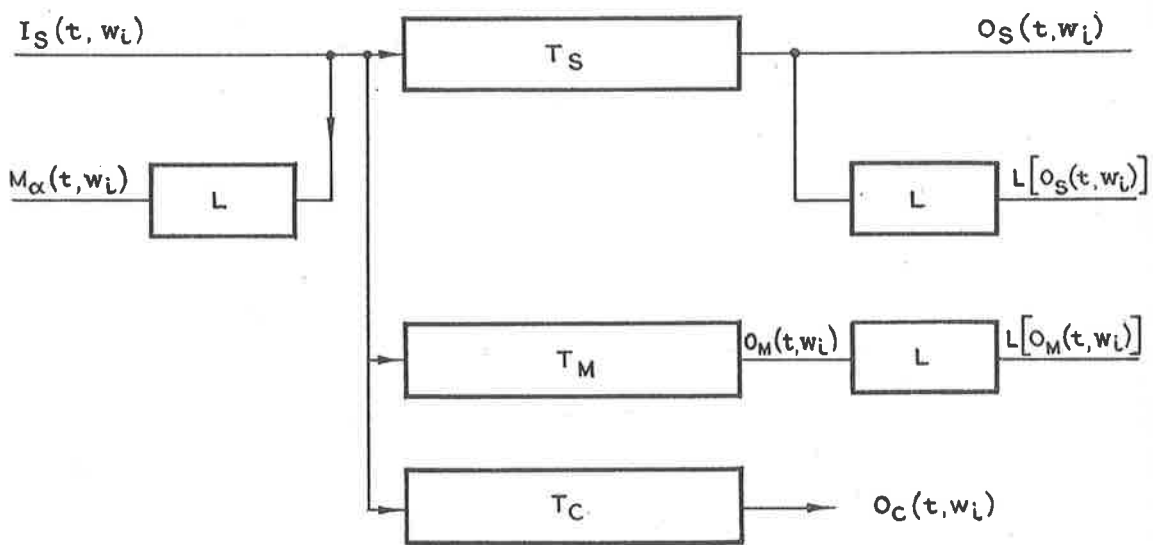 I_S(t, w_i)
T_S
O_S(t,w_i)
M_α(t,w_i)
L
L
L[O_S(t,w_i)]
T_M
O_M(t,w_i)
L
L[O_M(t,w_i)]
T_C
O_C(t,w_i)